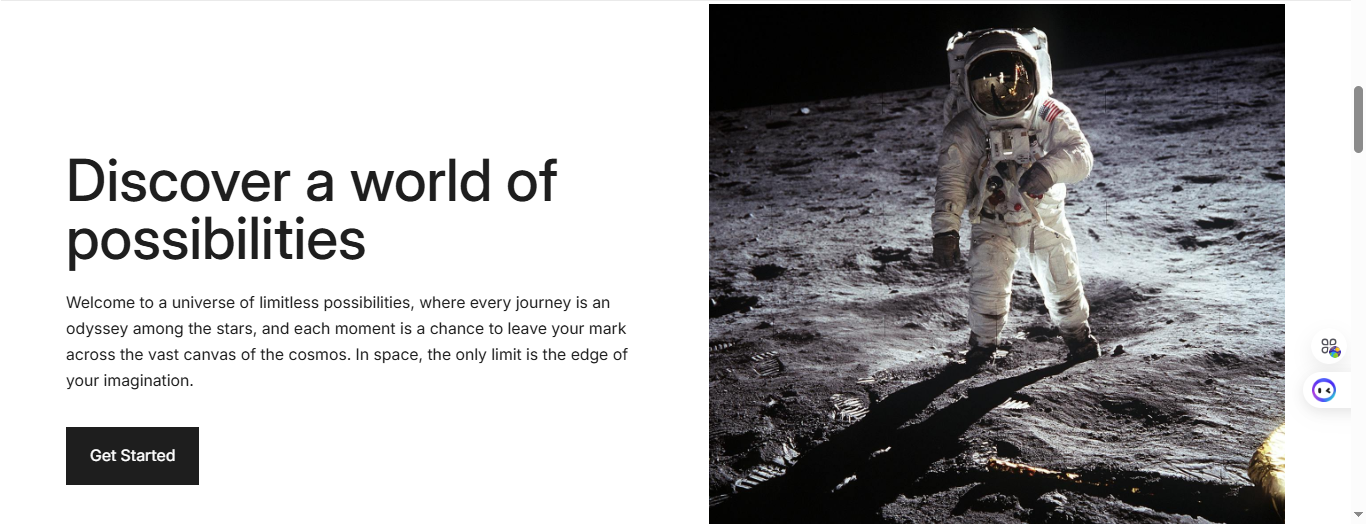 Discover a world of
possibilities
Welcome to a universe of limitless possibilities, where every journey is an
odyssey among the stars, and each moment is a chance to leave your mark
across the vast canvas of the cosmos. In space, the only limit is the edge of
your imagination.
Get Started